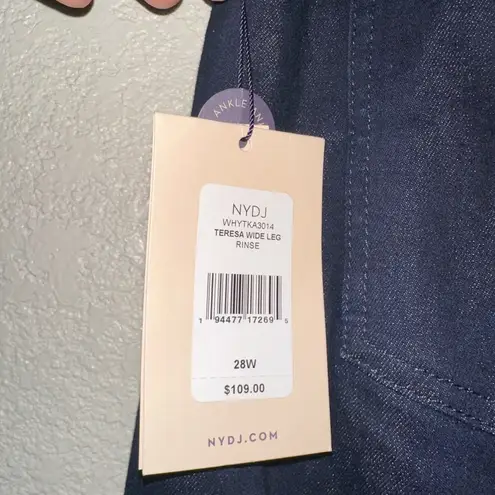 ANKLE
NYDJ
WHYTKA3014
TERESA WIDE LEG
RINSE
1 94477 17269 5
28W
$109.00
NYDJ.COM